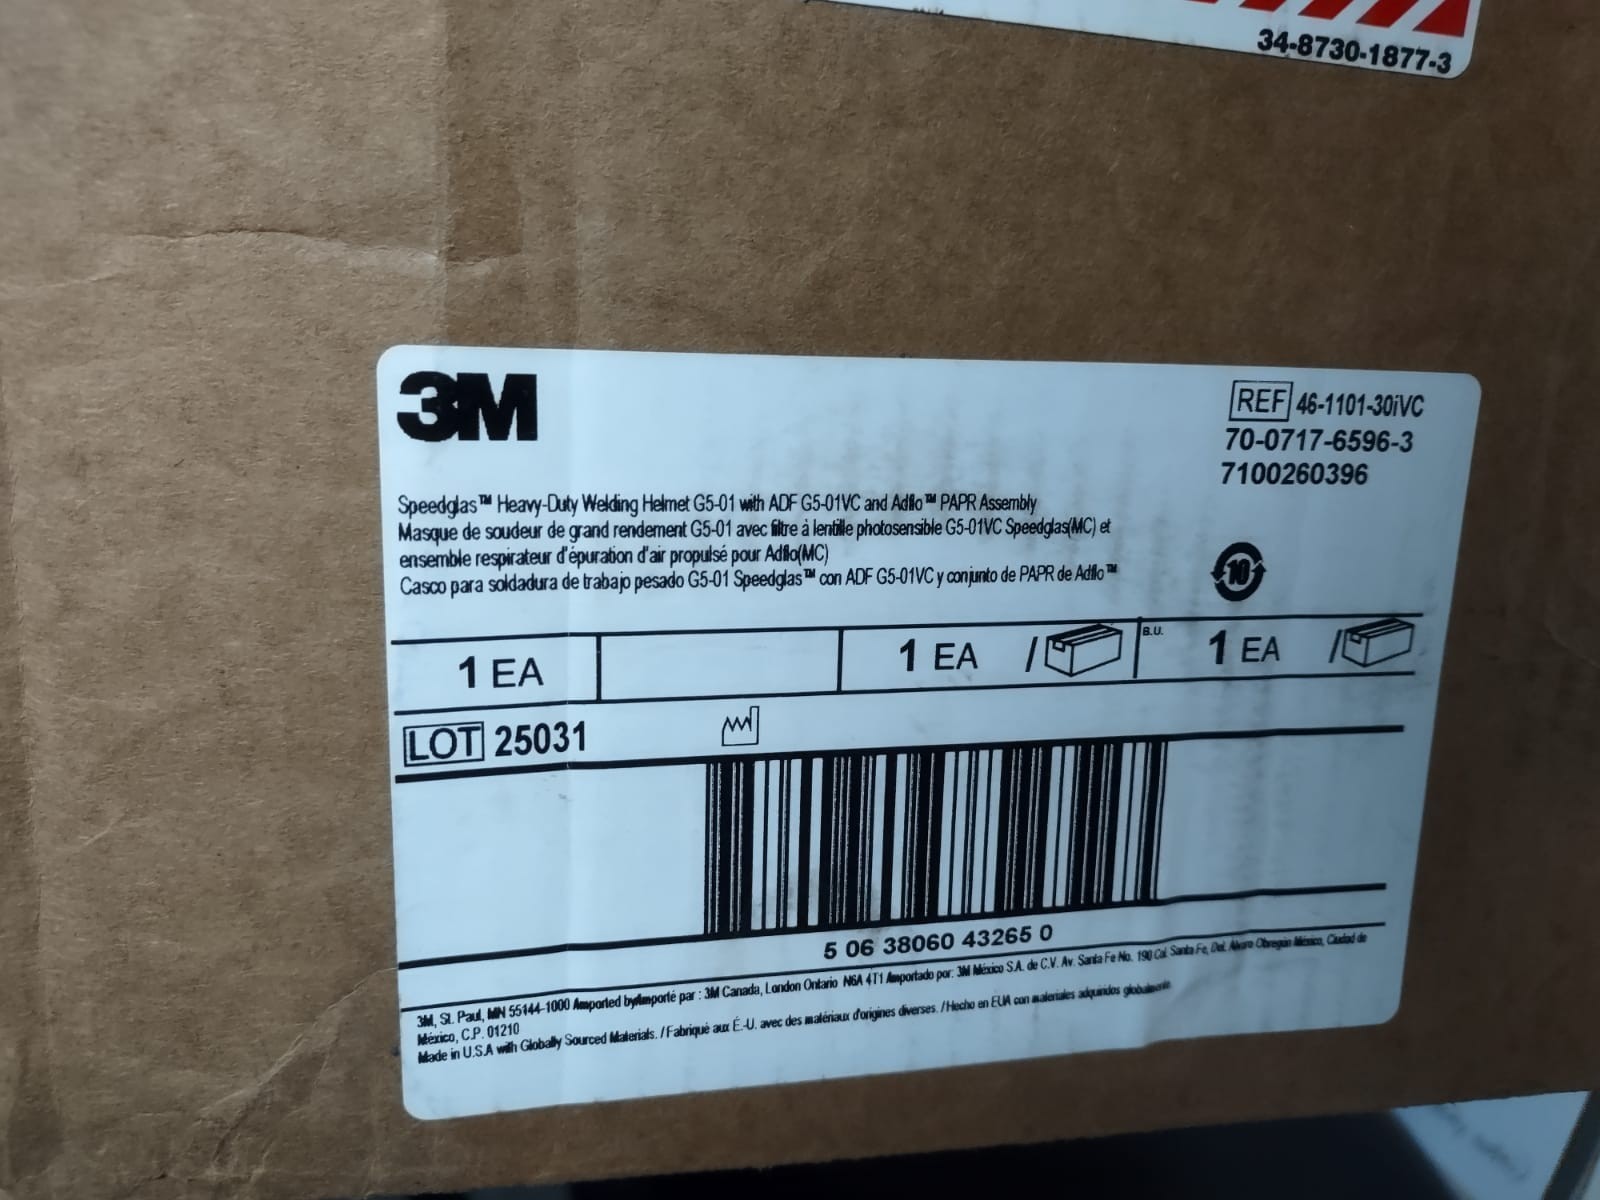 34-8730-1877-3
3M
REF 46-1101-30iVC
70-0717-6596-3
7100260396
Speedglas™ Heavy-Duty Welding Helmet G5-01 with ADF G5-01VC and Adflo™ PAPR Assembly
Masque de soudeur de grand rendement G5-01 avec filtre à lentille photosensible G5-01VC Speedglas(MC) et
ensemble respirateur d'épuration d'air propulsé pour Adflo(MC)
Casco para soldadura de trabajo pesado G5-01 Speedglas™ con ADF G5-01VC y conjunto de PAPR de Adflo™
10
1 EA
1 EA /
B.U. 1 EA /
LOT 25031
5 06 38060 43265 0
3M, St. Paul, MN 55144-1000 Imported by/Importé par : 3M Canada, London Ontario N6A 4T1 Importado por: 3M México S.A. de C.V. Av. Santa Fe No. 190 Col. Santa Fe, Del. Álvaro Obregón México, Ciudad de
México, C.P. 01210
Made in U.S.A with Globally Sourced Materials. / Fabriqué aux É.-U. avec des matériaux d'origines diverses. / Hecho en EUA con materiales adquiridos globalmente.